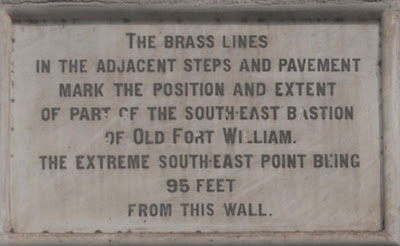 THE BRASS LINES
IN THE ADJACENT STEPS AND PAVEMENT
MARK THE POSITION AND EXTENT
OF PART OF THE SOUTH-EAST BASTION
OF OLD FORT WILLIAM.
THE EXTREME SOUTH-EAST POINT BEING
95 FEET
FROM THIS WALL.